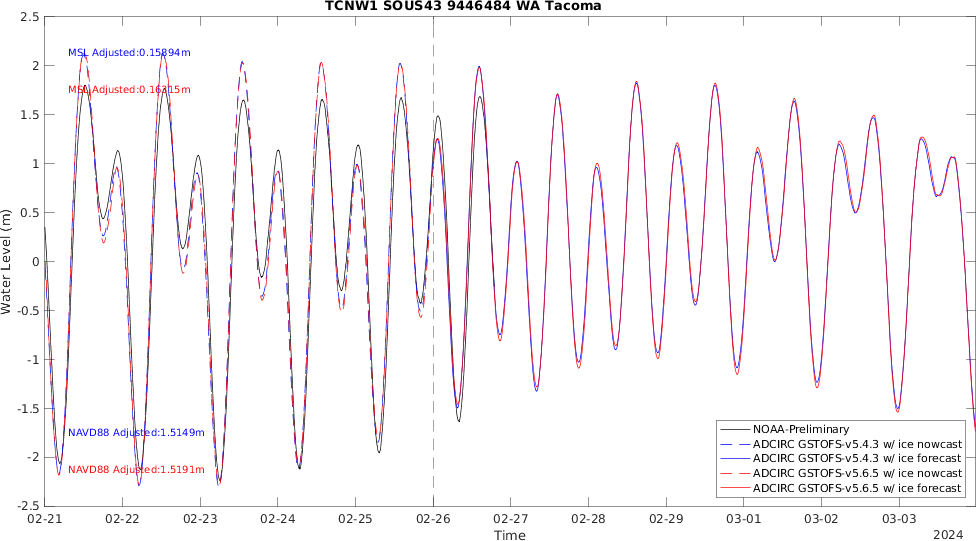 TCNW1 SOUS43 9446484 WA Tacoma
Water Level (m)
2.5
2
1.5
1
0.5
0
-0.5
-1
-1.5
-2
-2.5
MSL Adjusted:0.15894m
MSL Adjusted:0.16315m
NAVD88 Adjusted:1.5149m
NAVD88 Adjusted:1.5191m
NOAA-Preliminary
ADCIRC GSTOFS-v5.4.3 w/ ice nowcast
ADCIRC GSTOFS-v5.4.3 w/ ice forecast
ADCIRC GSTOFS-v5.6.5 w/ ice nowcast
ADCIRC GSTOFS-v5.6.5 w/ ice forecast
02-21 02-22 02-23 02-24 02-25 02-26 02-27 02-28 02-29 03-01 03-02 03-03
Time
2024